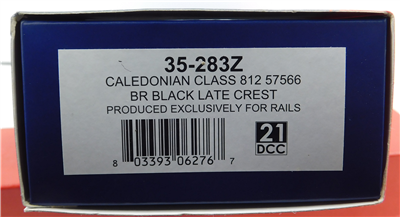 35-283Z
CALEDONIAN CLASS 812 57566
BR BLACK LATE CREST
PRODUCED EXCLUSIVELY FOR RAILS
8 03393 06276 7
21
DCC